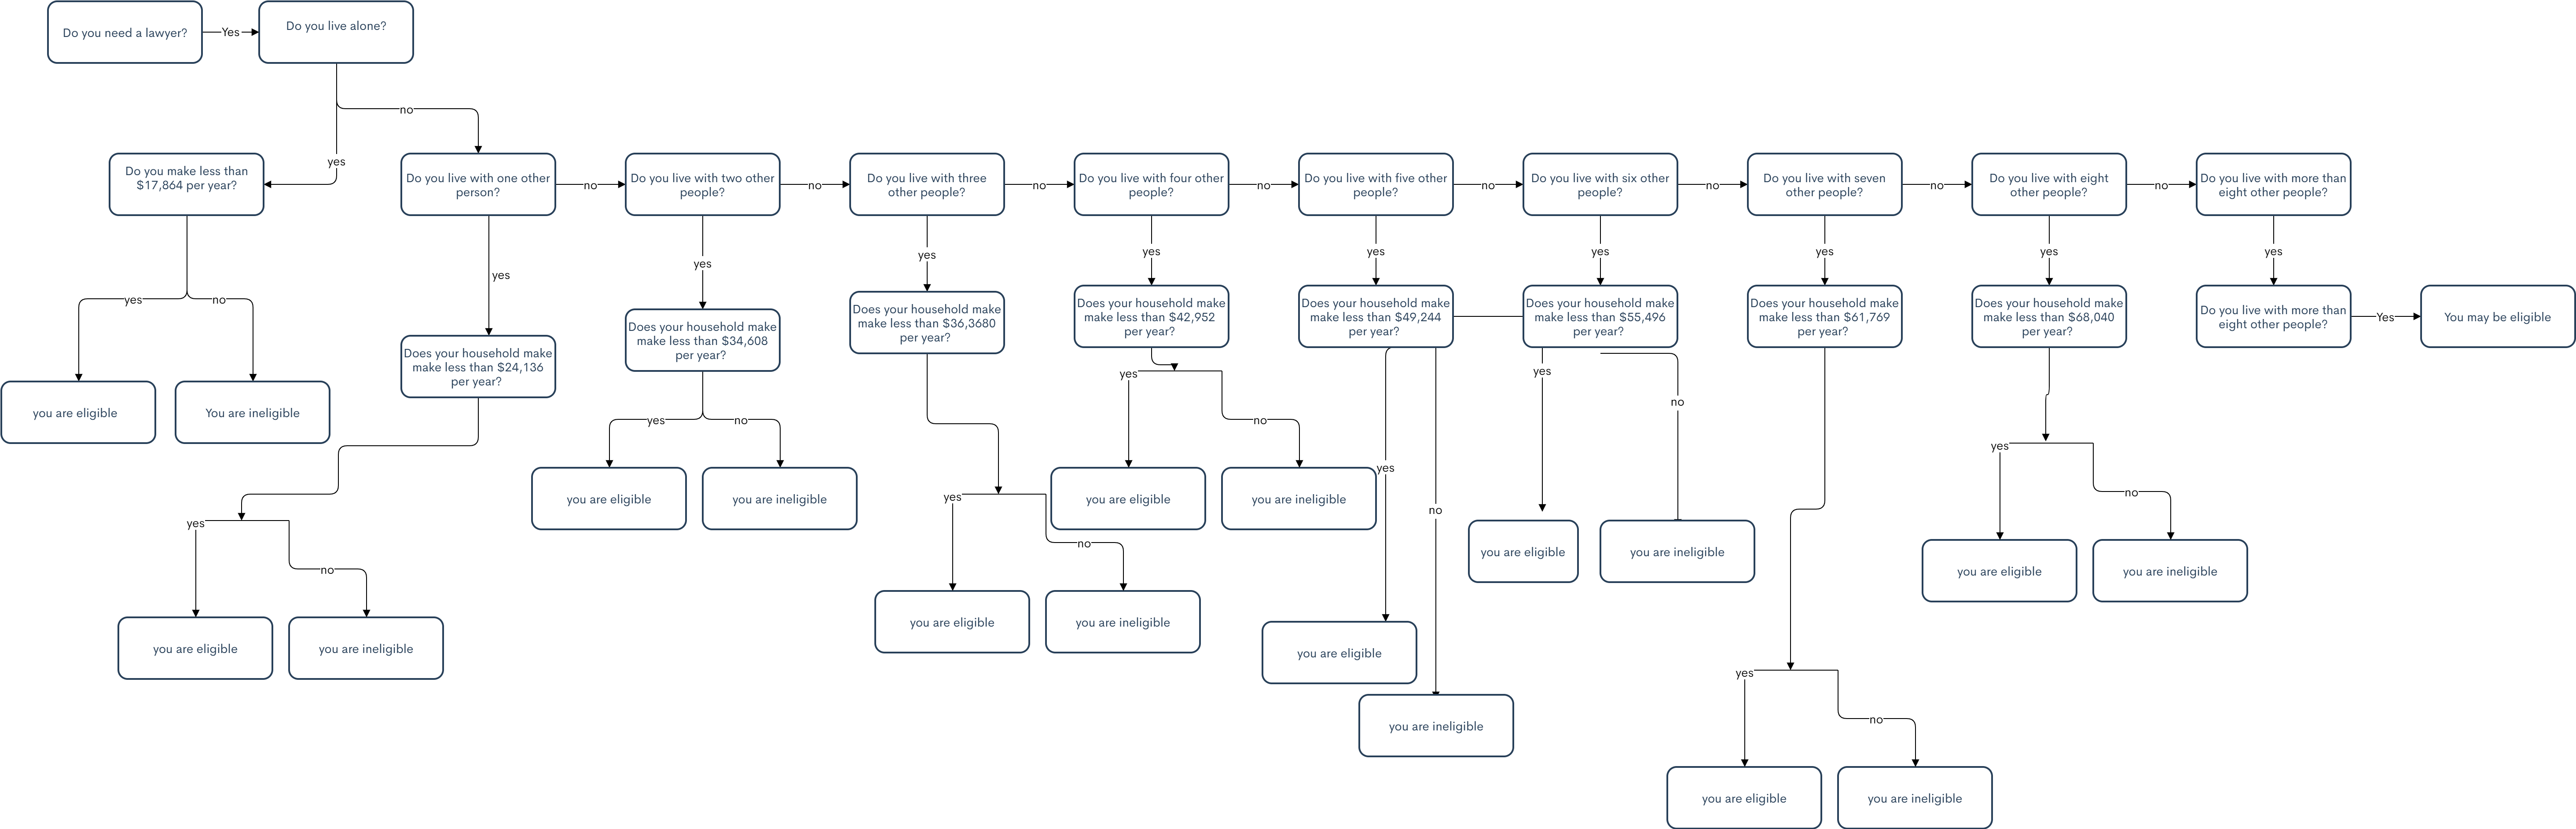 Do you need a lawyer?
Yes
Do you live alone?
no
yes
Do you make less than
$17,864 per year?
Do you live with one other
person?
no
Do you live with two other
people?
no
Do you live with three
other people?
no
Do you live with four other
people?
no
Do you live with five other
people?
no
Do you live with six other
people?
no
Do you live with seven
other people?
no
Do you live with eight
other people?
no
Do you live with more than
eight other people?
yes
yes
yes
yes
yes
yes
yes
yes
yes
Does your household make
make less than $24,136
per year?
Does your household make
make less than $34,608
per year?
Does your household make
make less than $36,3680
per year?
Does your household make
make less than $42,952
per year?
Does your household make
make less than $49,244
per year?
Does your household make
make less than $55,496
per year?
Does your household make
make less than $61,769
per year?
Does your household make
make less than $68,040
per year?
Do you live with more than
eight other people?
Yes
You may be eligible
yes
no
you are eligible
You are ineligible
yes
no
you are eligible
you are ineligible
yes
no
you are eligible
you are ineligible
yes
no
you are eligible
you are ineligible
yes
no
you are eligible
you are ineligible
yes
no
you are eligible
you are ineligible
yes
no
you are eligible
you are ineligible
yes
no
you are eligible
you are ineligible
yes
no
you are eligible
you are ineligible